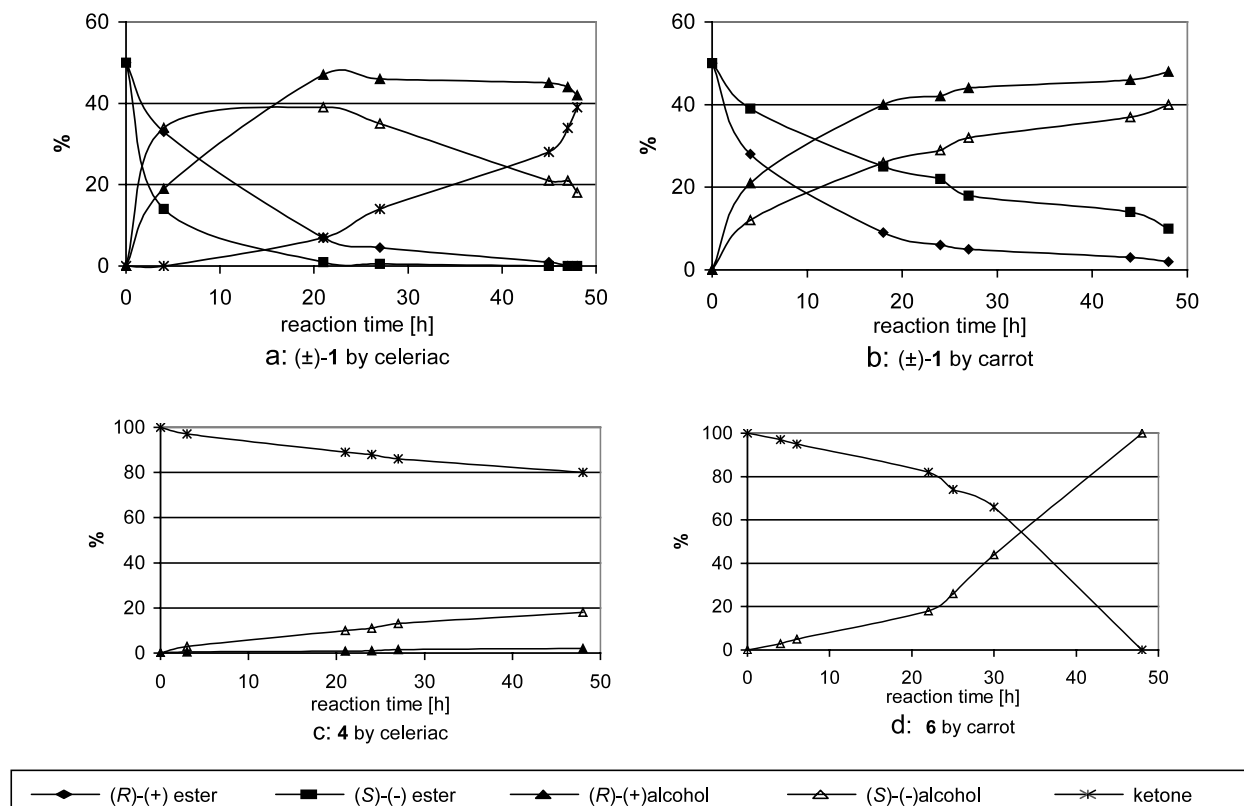 60
40
20
0
%
0 10 20 30 40 50
reaction time [h]
a: (±)-1 by celeriac
60
40
20
0
%
0 20 40 60 
reaction time [h]
b: (±)-1 by carrot
100
80
60
40
20
0
%
0 10 20 30 40 50
reaction time [h]
c: 4 by celeriac
100
80
60
40
20
0
%
0 10 20 30 40 50
reaction time [h]
d: 6 by carrot
(R)-(+) ester (S)-(-) ester (R)-(+)alcohol (S)-(-)alcohol ketone